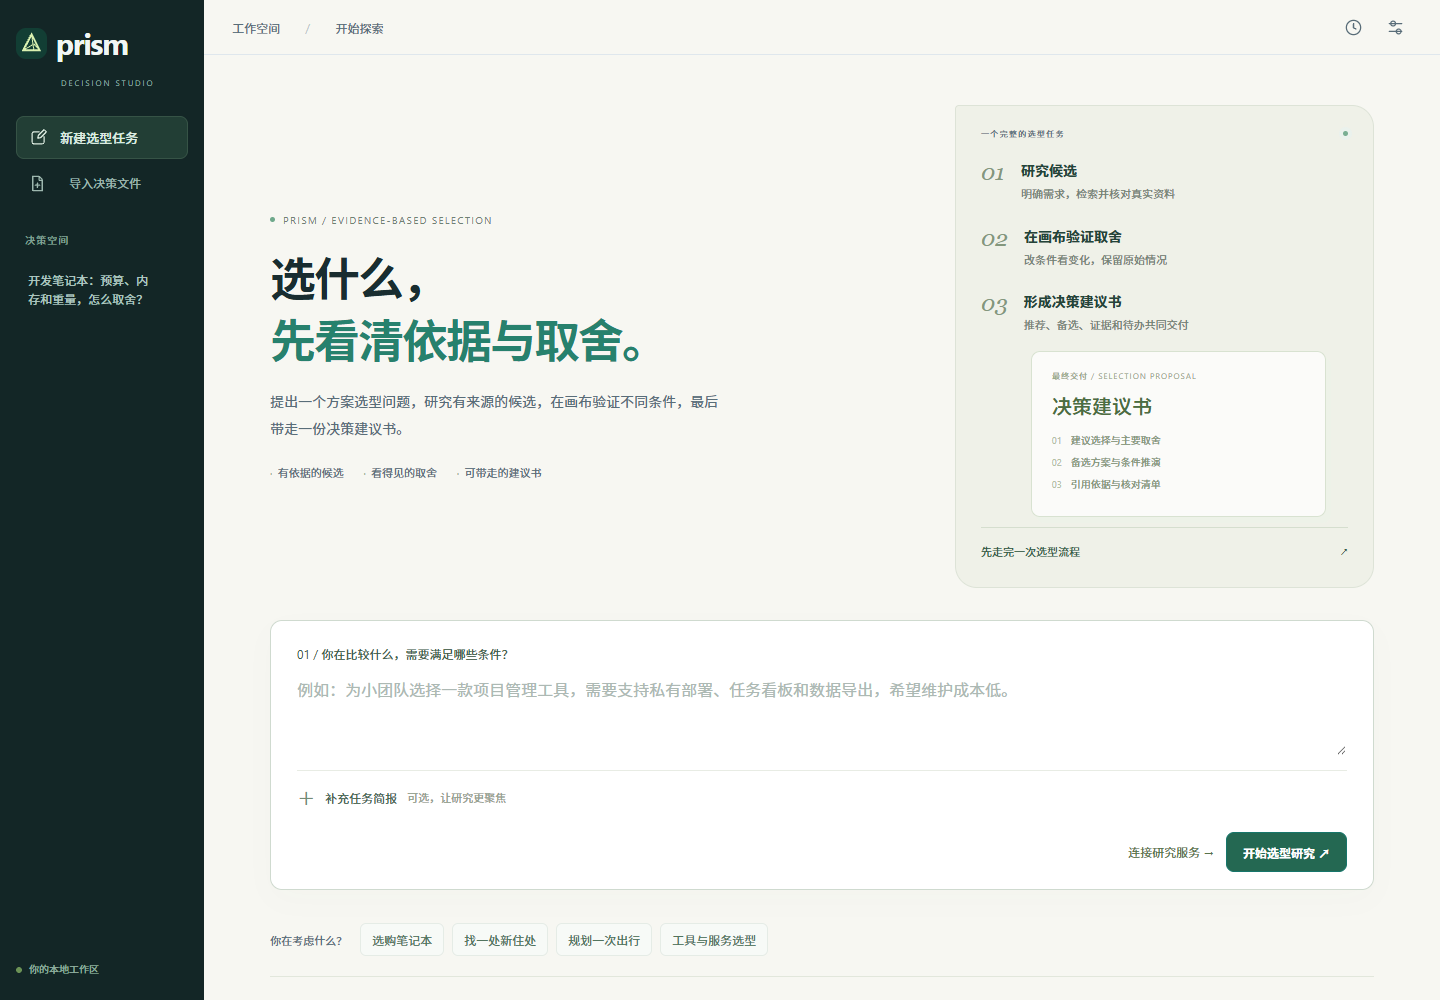 prism
DECISION STUDIO
新建选型任务
导入决策文件
决策空间
开发笔记本：预算、内
存和重量，怎么取舍？
你的本地工作区
工作空间 / 开始探索
PRISM / EVIDENCE-BASED SELECTION
选什么，
先看清依据与取舍。
提出一个方案选型问题，研究有来源的候选，在画布验证不同条件，最后
带走一份决策建议书。
· 有依据的候选 · 看得见的取舍 · 可带走的建议书
一个完整的选型任务
01 研究候选
明确需求，检索并核对真实资料
02 在画布验证取舍
改条件看变化，保留原始情况
03 形成决策建议书
推荐、备选、证据和待办共同交付
最终交付 / SELECTION PROPOSAL
决策建议书
01 建议选择与主要取舍
02 备选方案与条件推演
03 引用依据与核对清单
先走完一次选型流程 ↗
01 / 你在比较什么，需要满足哪些条件？
例如：为小团队选择一款项目管理工具，需要支持私有部署、任务看板和数据导出，希望维护成本低。
补充任务简报 可选，让研究更聚焦
连接研究服务 → 开始选型研究 ↗
你在考虑什么？ 选购笔记本 找一处新住处 规划一次出行 工具与服务选型